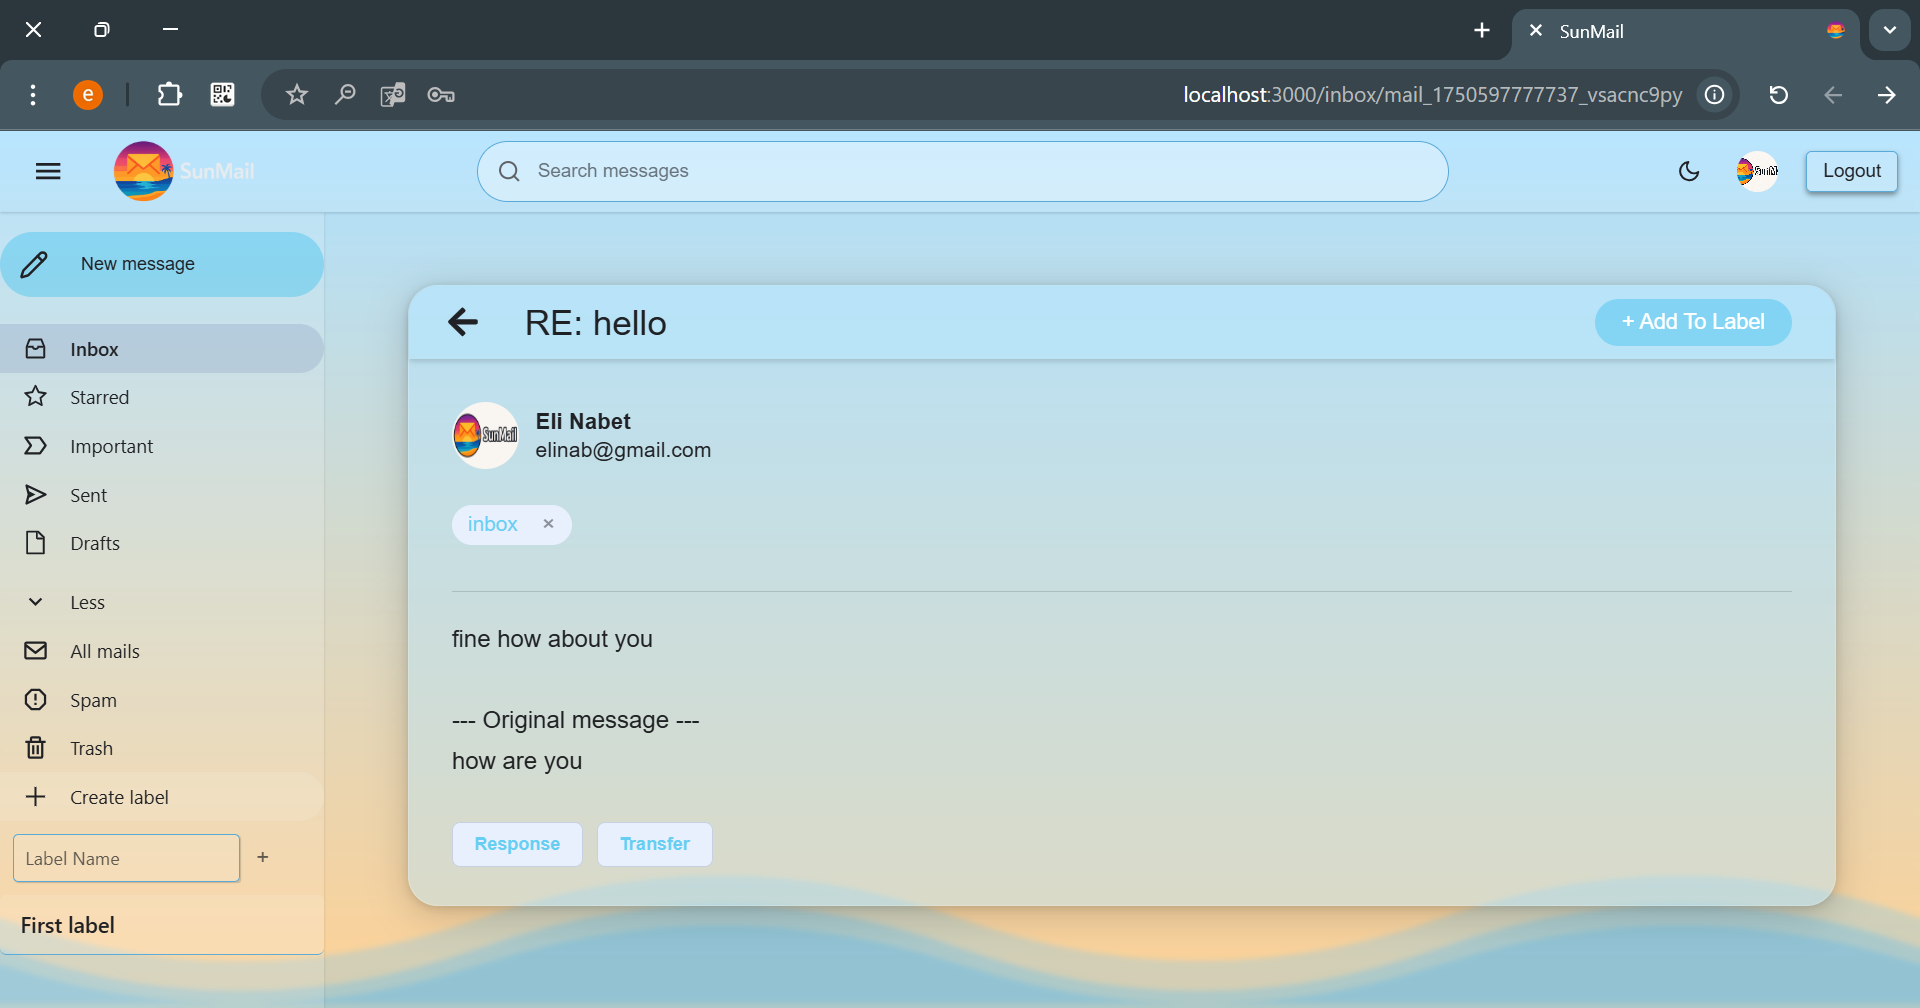 SunMail
e
localhost:3000/inbox/mail_1750597777737_vsacnc9py
SunMail
Search messages
Logout
New message
Inbox
Starred
Important
Sent
Drafts
Less
All mails
Spam
Trash
Create label
Label Name
+
First label
RE: hello
+ Add To Label
SunMail
Eli Nabet
elinab@gmail.com
inbox ×
fine how about you
--- Original message ---
how are you
Response
Transfer